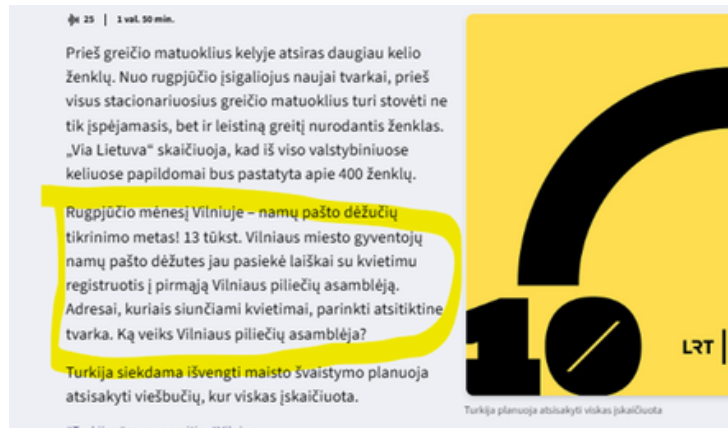 25 | 1 val. 50 min.
Prieš greičio matuoklius kelyje atsiras daugiau kelio
ženklų. Nuo rugpjūčio įsigaliojus naujai tvarkai, prieš
visus stacionariuosius greičio matuoklius turi stovėti ne
tik įspėjamasis, bet ir leistiną greitį nurodantis ženklas.
„Via Lietuva“ skaičiuoja, kad iš viso valstybiniuose
keliuose papildomai bus pastatyta apie 400 ženklų.
Rugpjūčio mėnesį Vilniuje – namų pašto dėžučių
tikrinimo metas! 13 tūkst. Vilniaus miesto gyventojų
namų pašto dėžutes jau pasiekė laiškai su kvietimu
registruotis į pirmąją Vilniaus piliečių asamblėją.
Adresai, kuriais siunčiami kvietimai, parinkti atsitiktine
tvarka. Ką veiks Vilniaus piliečių asamblėja?
Turkija siekdama išvengti maisto švaistymo planuoja
atsisakyti viešbučių, kur viskas įskaičiuota.
10
LRT
Turkija planuoja atsisakyti viskas įskaičiuota